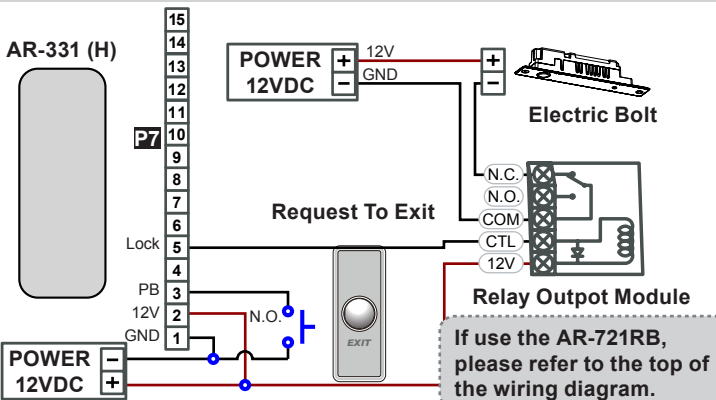 AR-331 (H)
15
14
13
12
11
P7 10
9
8
7
6
Lock 5
4
PB 3
12V 2
GND 1
POWER
12VDC
−
+
POWER
12VDC
+
−
12V
GND
+
−
Electric Bolt
N.C.
N.O.
COM
CTL
12V
Relay Outpot Module
Request To Exit
N.O.
EXIT
If use the AR-721RB,
please refer to the top of
the wiring diagram.